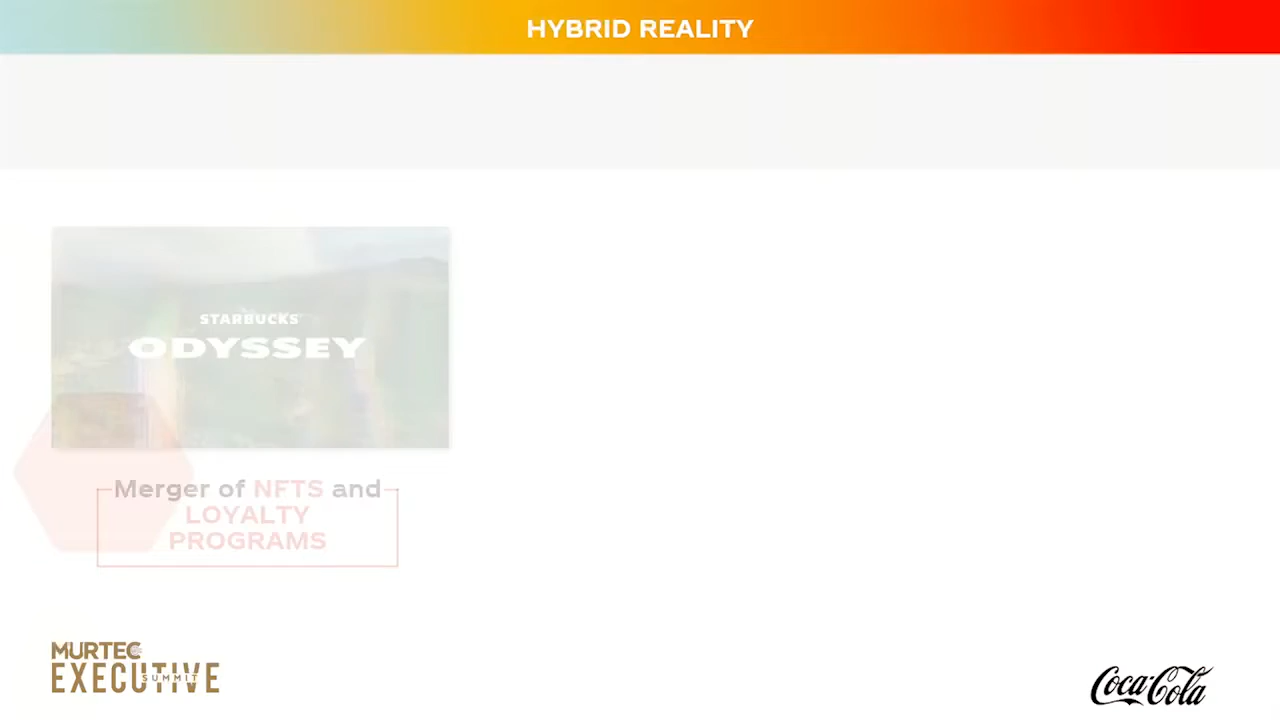 HYBRID REALITY
STARBUCKS
ODYSSEY
Merger of NFTS and
LOYALTY
PROGRAMS
MURTEC
EXECUTIVE
SUMMIT
Coca-Cola